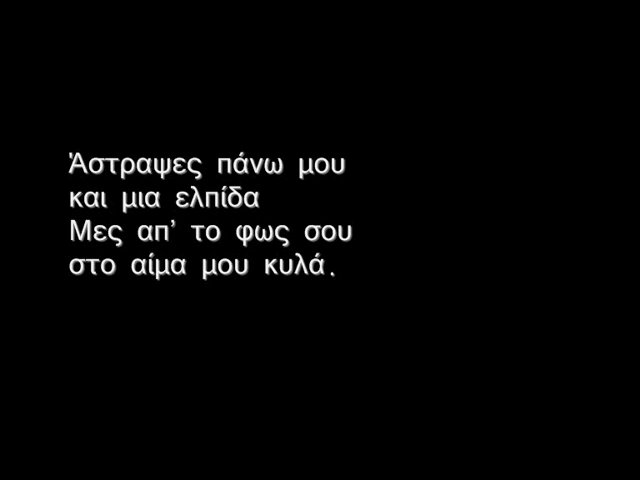 Άστραψες πάνω μου
και μια ελπίδα
Μες απ' το φως σου
στο αίμα μου κυλά.